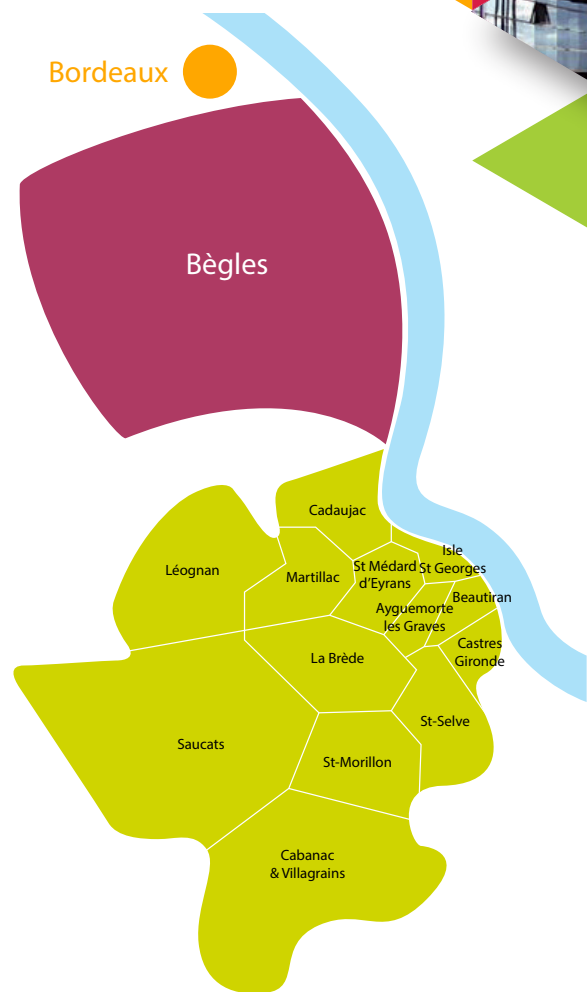 Bordeaux
Bègles
Cadaujac
Isle
St Georges
Léognan
Martillac
St Médard
d'Eyrans
Beautiran
Ayguemorte
les Graves
Castres
Gironde
La Brède
St-Selve
Saucats
St-Morillon
Cabanac
& Villagrains